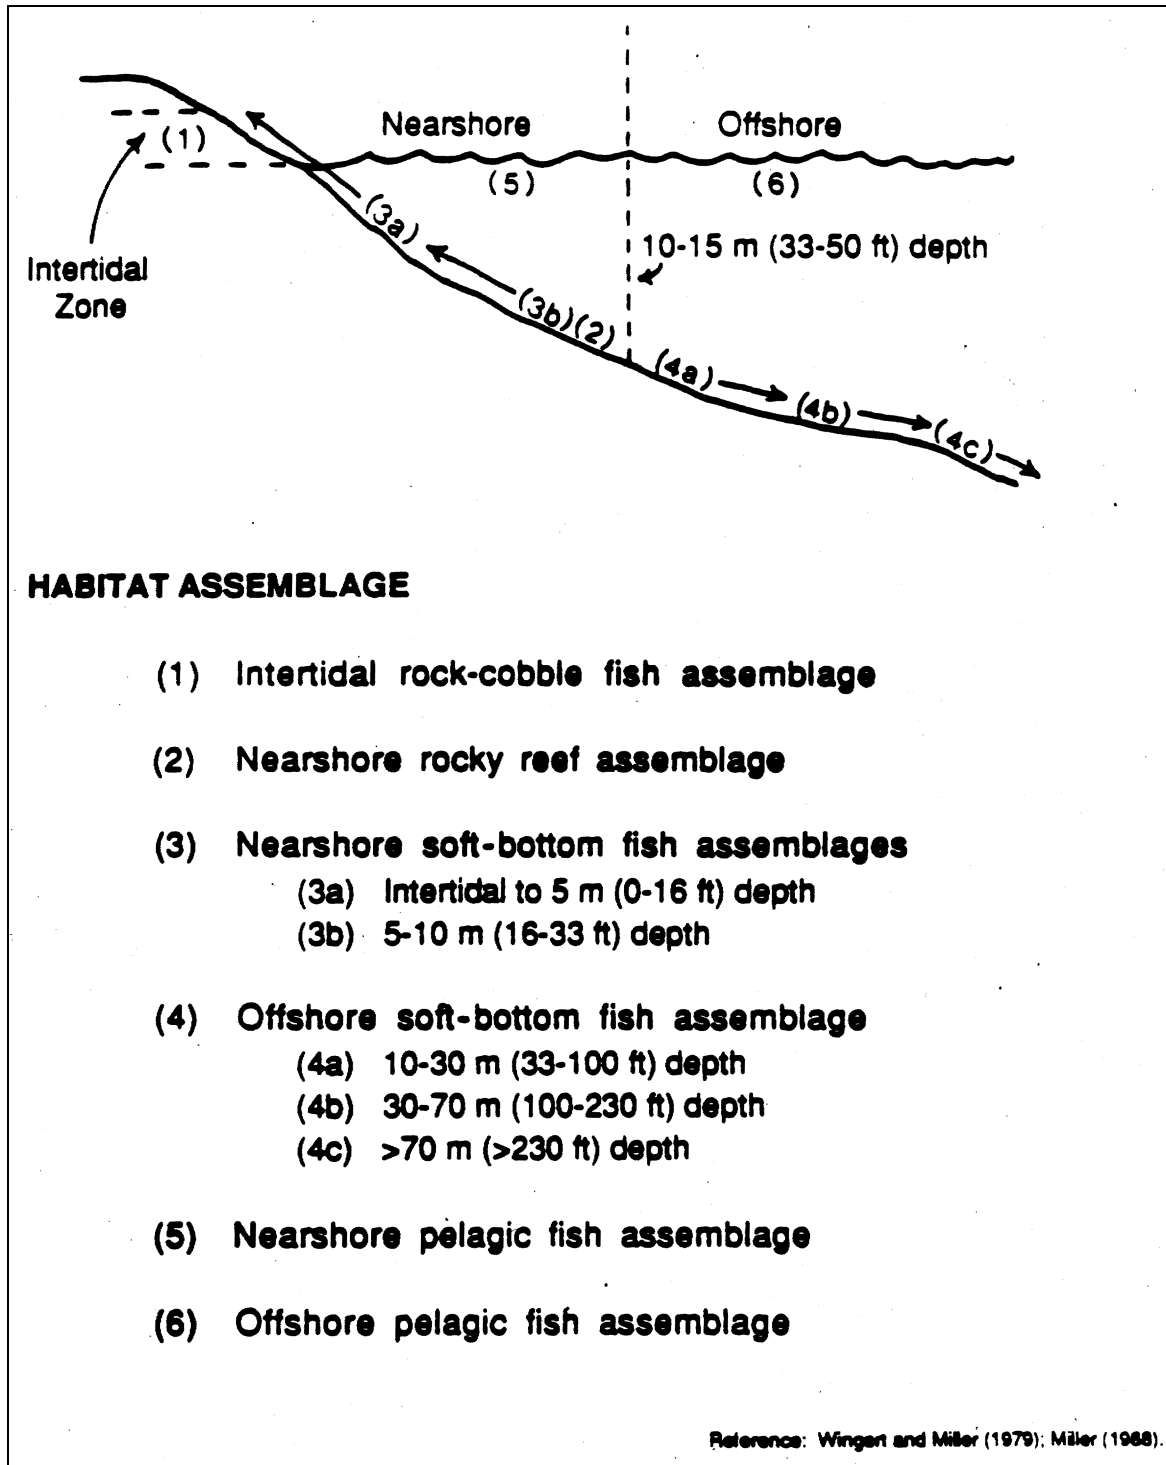 Nearshore
Offshore
(1)
(5)
(6)
(3a)
10-15 m (33-50 ft) depth
Intertidal
Zone
(3b)(2)
(4a)
(4b)
(4c)
HABITAT ASSEMBLAGE
(1) Intertidal rock-cobble fish assemblage
(2) Nearshore rocky reef assemblage
(3) Nearshore soft-bottom fish assemblages
(3a) Intertidal to 5 m (0-16 ft) depth
(3b) 5-10 m (16-33 ft) depth
(4) Offshore soft-bottom fish assemblage
(4a) 10-30 m (33-100 ft) depth
(4b) 30-70 m (100-230 ft) depth
(4c) >70 m (>230 ft) depth
(5) Nearshore pelagic fish assemblage
(6) Offshore pelagic fish assemblage
Reference: Wingert and Miller (1979); Miller (1988).